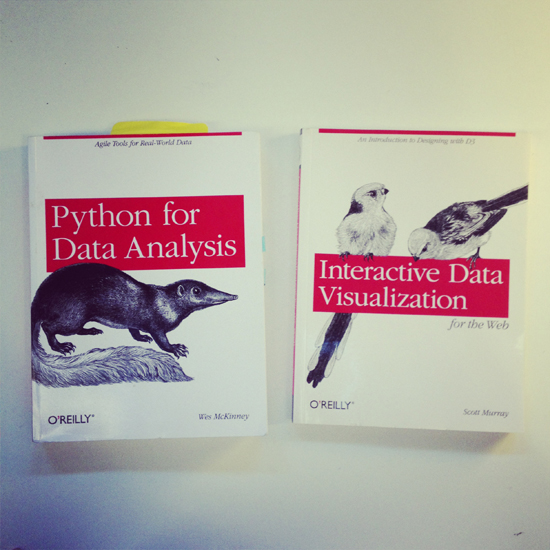 Agile Tools for Real-World Data
Python for
Data Analysis
O'REILLY®
Wes McKinney
An Introduction to Designing with D3
Interactive Data
Visualization
for the Web
O'REILLY®
Scott Murray